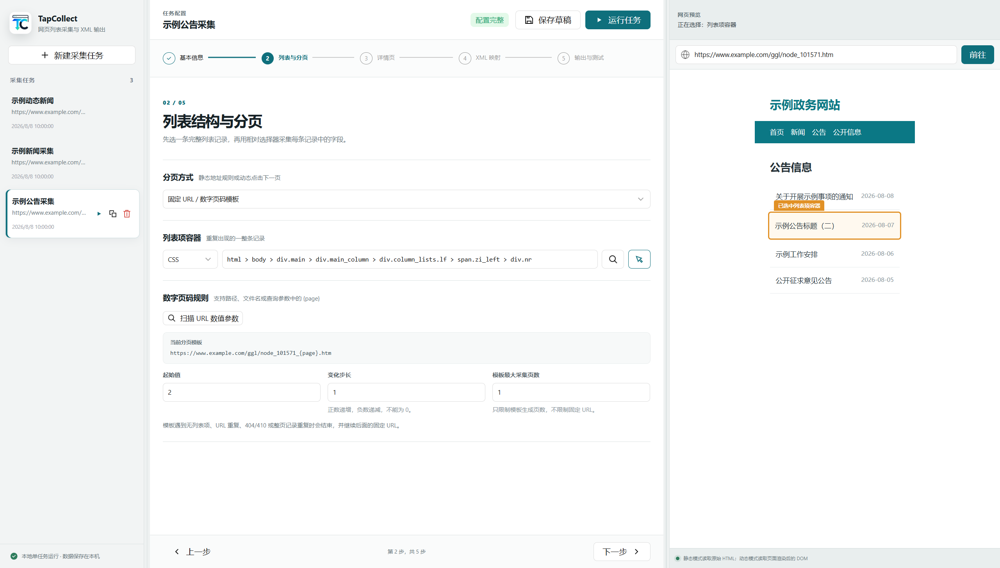 TapCollect
网页列表采集与 XML 输出
新建采集任务
采集任务 3
示例动态新闻
https://www.example.com/...
2026/8/8 10:00:00
示例新闻采集
https://www.example.com/...
2026/8/8 10:00:00
示例公告采集
https://www.example.com/...
2026/8/8 10:00:00
本地单任务运行 · 数据保存在本机
任务配置
示例公告采集
配置完整
保存草稿
运行任务
基本信息
2 列表与分页
3 详情页
4 XML 映射
5 输出与测试
02 / 05
列表结构与分页
先选一条完整列表记录，再用相对选择器采集每条记录中的字段。
分页方式 静态地址规则或动态点击下一页
固定 URL / 数字页码模板
列表项容器 重复出现的一整条记录
CSS
html > body > div.main > div.main_column > div.column_lists.lf > span.zi_left > div.nr
数字页码规则 支持路径、文件名或查询参数中的 {page}
扫描 URL 数值参数
当前分页模板
https://www.example.com/ggl/node_101571_{page}.htm
起始值 变化步长 模板最大采集页数
2 1 1
正数递增，负数递减，不能为 0。 只限制模板生成页数，不限制固定 URL。
模板遇到无列表项、URL 重复、404/410 或整页记录重复时会结束，并继续后面的固定 URL。
上一步
第 2 步，共 5 步
下一步
网页预览
正在选择：列表项容器
https://www.example.com/ggl/node_101571.htm
前往
示例政务网站
首页 新闻 公告 公开信息
公告信息
关于开展示例事项的通知 2026-08-08
已选中列表项容器
示例公告标题（二） 2026-08-07
示例工作安排 2026-08-06
公开征求意见公告 2026-08-05
静态模式读取原始 HTML；动态模式读取页面渲染后的 DOM